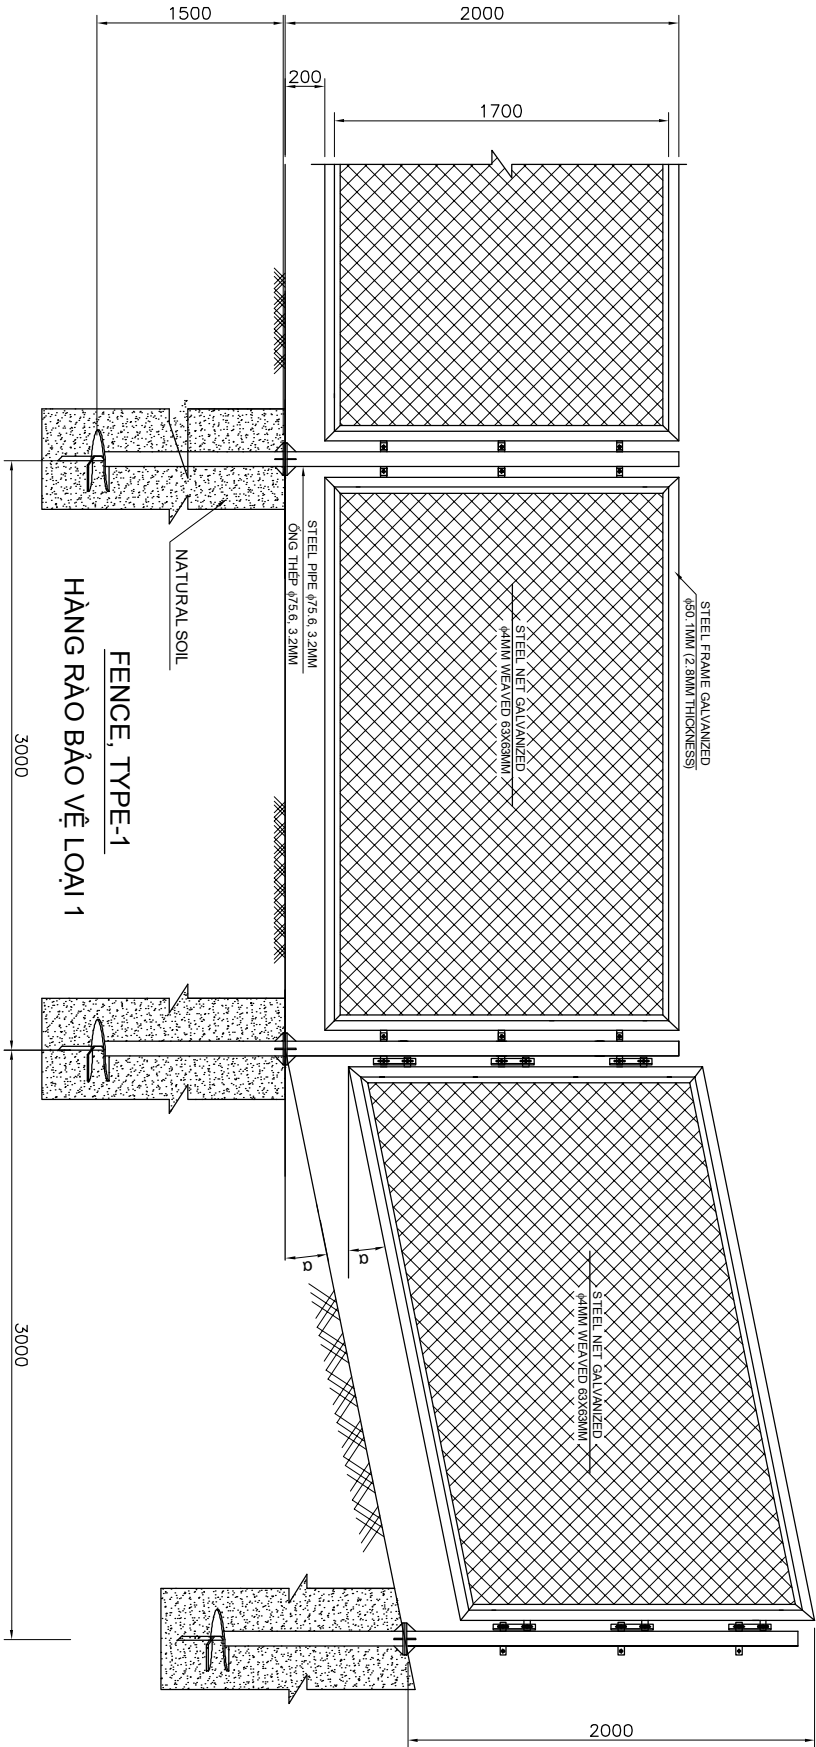 1500
2000
200
1700
STEEL FRAME GALVANIZED
ϕ50.1MM (2.8MM THICKNESS)
STEEL NET GALVANIZED
ϕ4MM WEAVED 63X63MM
STEEL PIPE ϕ75.6, 3.2MM
ỐNG THÉP ϕ75.6, 3.2MM
NATURAL SOIL
STEEL NET GALVANIZED
ϕ4MM WEAVED 63X63MM
α
α
3000
3000
2000
FENCE, TYPE-1
HÀNG RÀO BẢO VỆ LOẠI 1